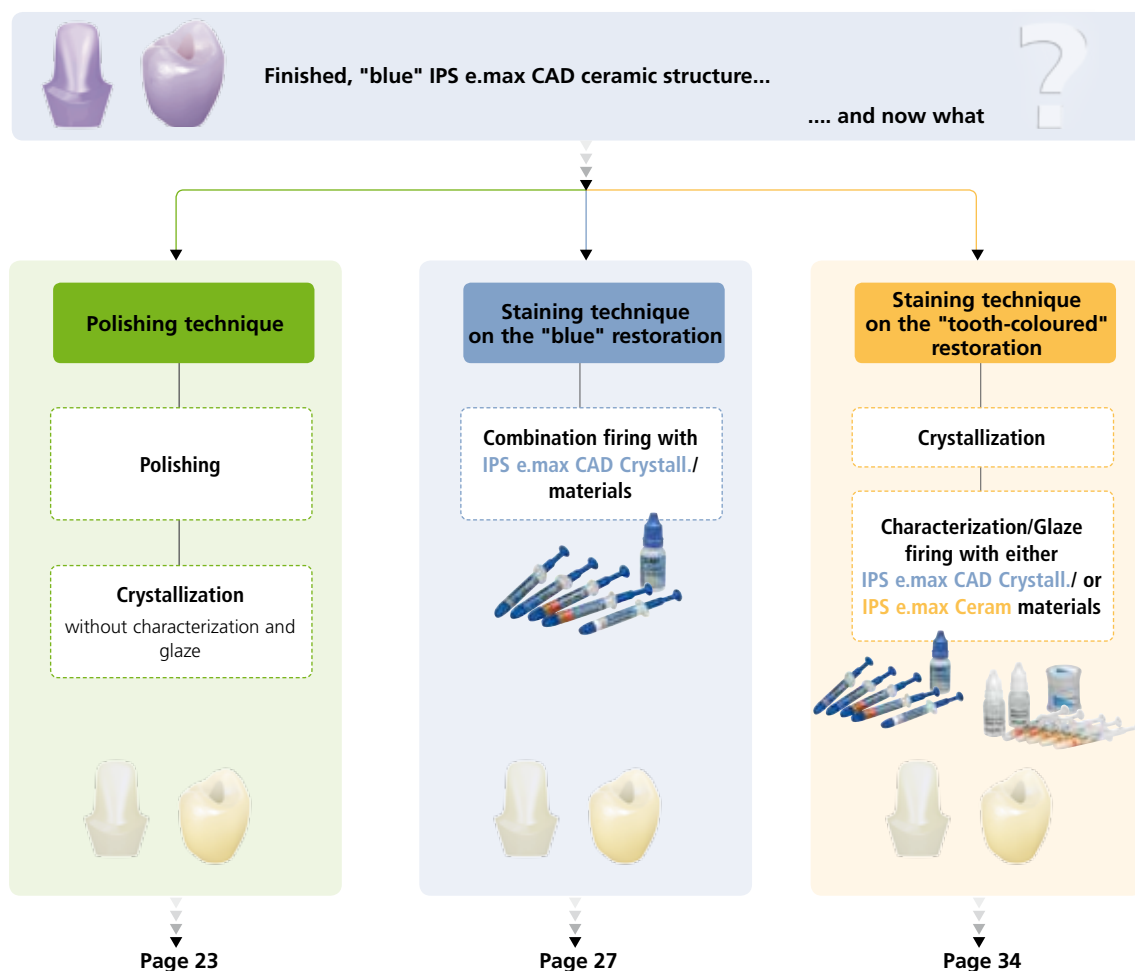 Finished, "blue" IPS e.max CAD ceramic structure...
.... and now what
?
Polishing technique
Polishing
Crystallization
without characterization and
glaze
Page 23
Staining technique
on the "blue" restoration
Combination firing with
IPS e.max CAD Crystall./
materials
Page 27
Staining technique
on the "tooth-coloured"
restoration
Crystallization
Characterization/Glaze
firing with either
IPS e.max CAD Crystall./ or
IPS e.max Ceram materials
Page 34